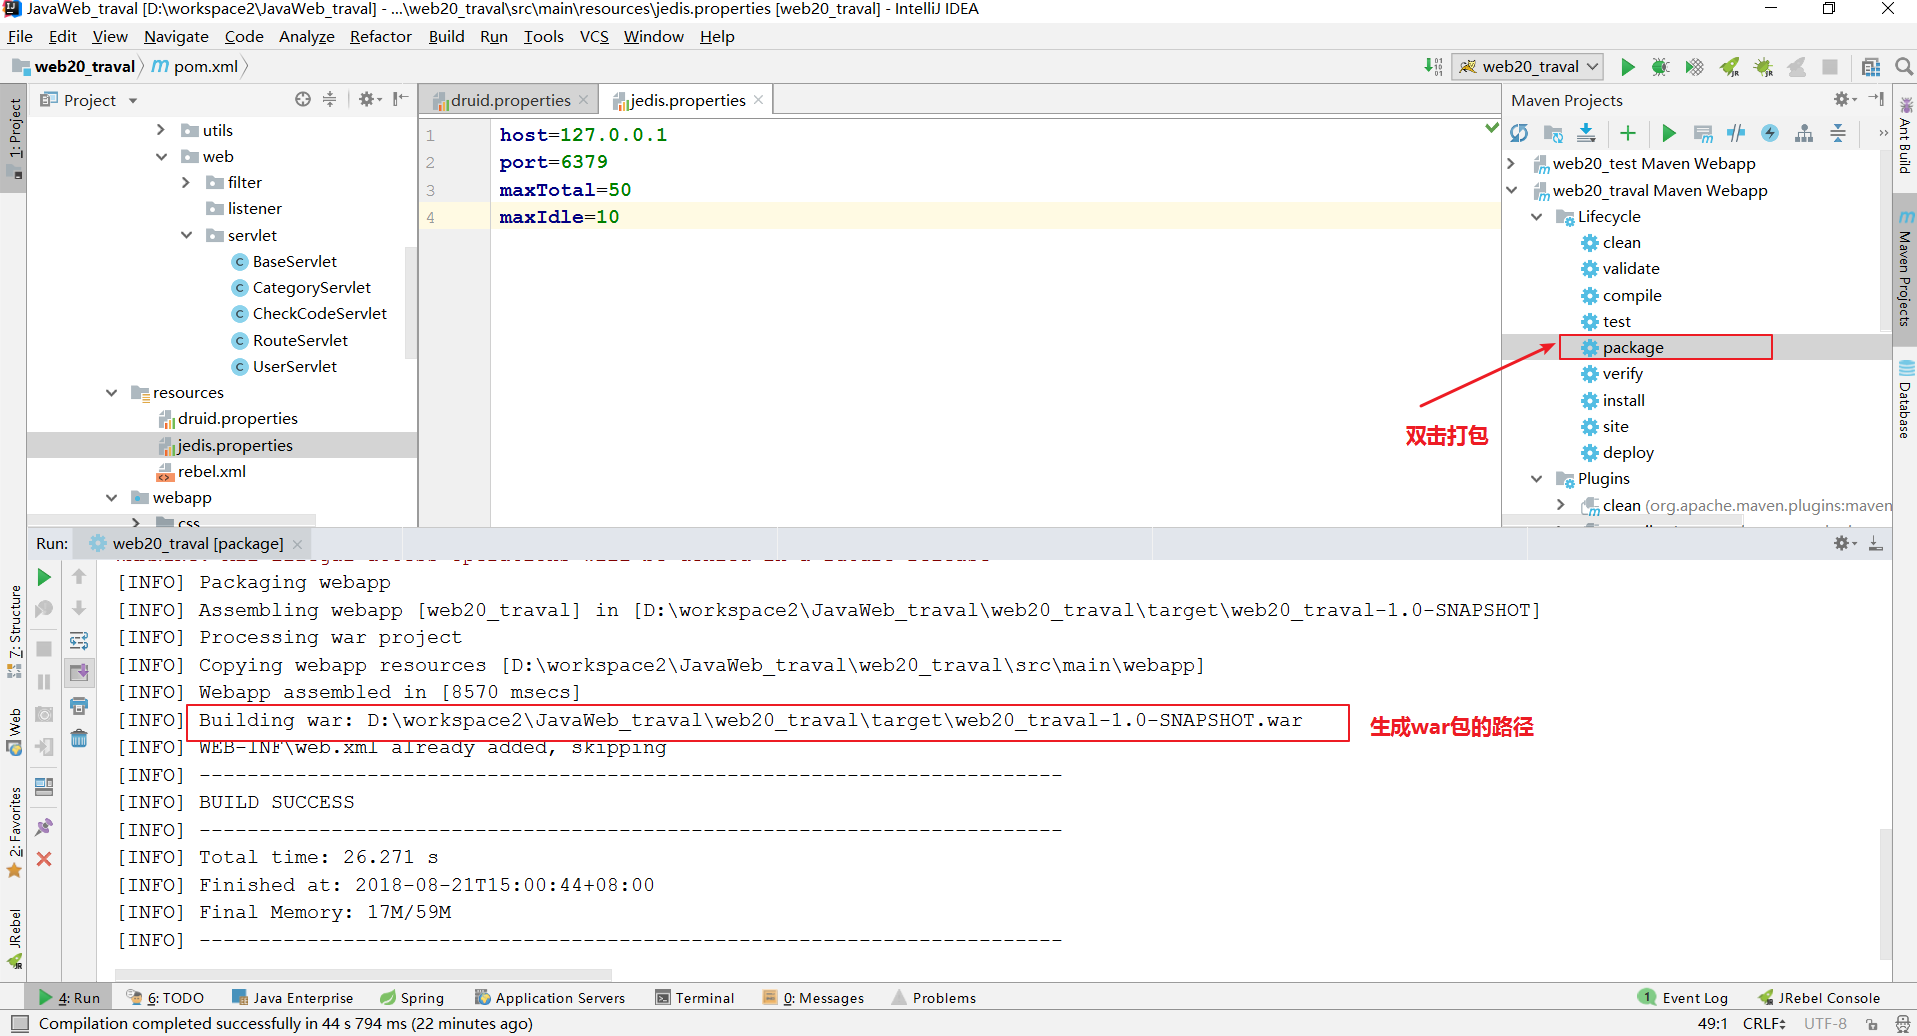 JavaWeb_traval [D:\workspace2\JavaWeb_traval] - ...\web20_traval\src\main\resources\jedis.properties [web20_traval] - IntelliJ IDEA
File Edit View Navigate Code Analyze Refactor Build Run Tools VCS Window Help
web20_traval m pom.xml
web20_traval
1: Project
Project
druid.properties
jedis.properties
Maven Projects
utils
web
filter
listener
servlet
BaseServlet
CategoryServlet
CheckCodeServlet
RouteServlet
UserServlet
resources
druid.properties
jedis.properties
rebel.xml
webapp
css
1 host=127.0.0.1
2 port=6379
3 maxTotal=50
4 maxIdle=10
web20_test Maven Webapp
web20_traval Maven Webapp
Lifecycle
clean
validate
compile
test
package
verify
install
site
deploy
Plugins
clean (org.apache.maven.plugins:maven
双击打包
Ant Build
Maven Projects
Database
Run: web20_traval [package]
[INFO] Packaging webapp
[INFO] Assembling webapp [web20_traval] in [D:\workspace2\JavaWeb_traval\web20_traval\target\web20_traval-1.0-SNAPSHOT]
[INFO] Processing war project
[INFO] Copying webapp resources [D:\workspace2\JavaWeb_traval\web20_traval\src\main\webapp]
[INFO] Webapp assembled in [8570 msecs]
[INFO] Building war: D:\workspace2\JavaWeb_traval\web20_traval\target\web20_traval-1.0-SNAPSHOT.war
生成war包的路径
[INFO] WEB-INF\web.xml already added, skipping
[INFO] ------------------------------------------------------------------------
[INFO] BUILD SUCCESS
[INFO] ------------------------------------------------------------------------
[INFO] Total time: 26.271 s
[INFO] Finished at: 2018-08-21T15:00:44+08:00
[INFO] Final Memory: 17M/59M
[INFO] ------------------------------------------------------------------------
7: Structure
Web
2: Favorites
JRebel
4: Run 6: TODO Java Enterprise Spring Application Servers Terminal 0: Messages Problems 1 Event Log JRebel Console
Compilation completed successfully in 44 s 794 ms (22 minutes ago) 49:1 CRLF UTF-8